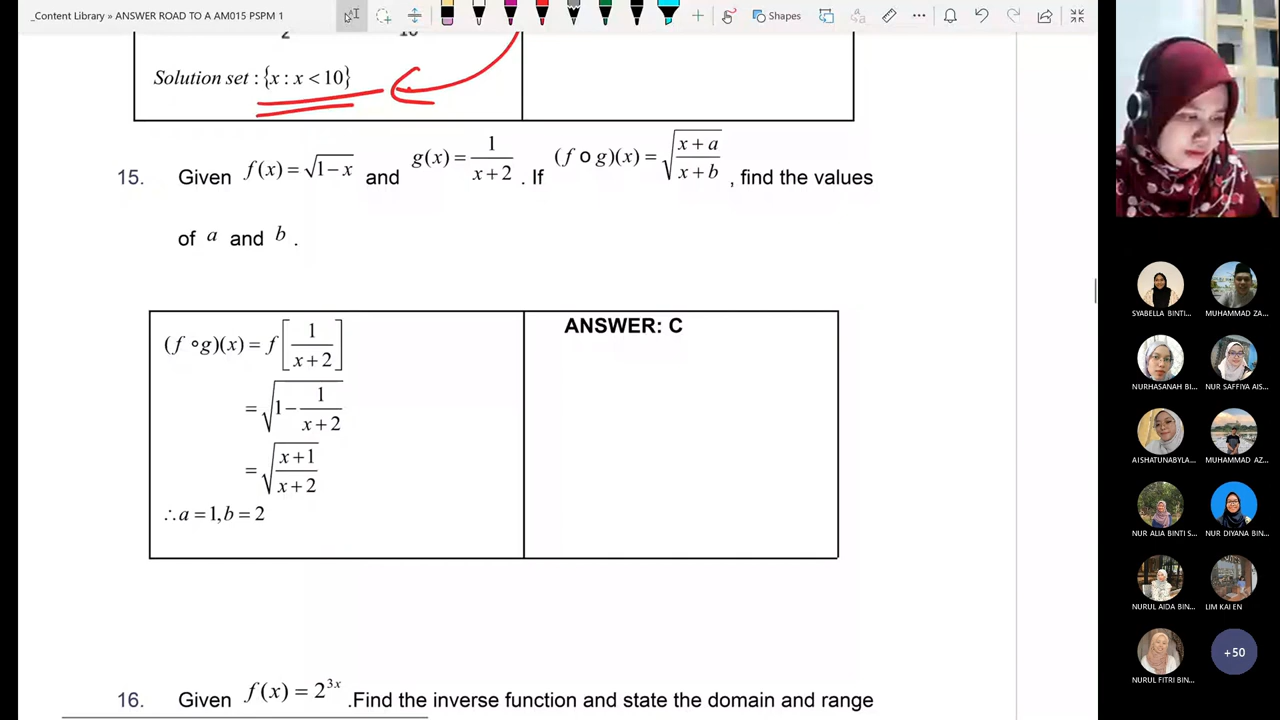 _Content Library » ANSWER ROAD TO A AM015 PSPM 1
Shapes
2
10
Solution set : {x : x < 10}
15. Given f(x) = √(1−x) and g(x) = 1/(x+2) . If (f o g)(x) = √((x+a)/(x+b)) , find the values
of a and b .
(f ∘g)(x) = f[1/(x+2)]
ANSWER: C
= √(1− 1/(x+2))
= √((x+1)/(x+2))
∴a = 1, b = 2
16. Given f(x) = 2^(3x) .Find the inverse function and state the domain and range
SYABELLA BINTI...
MUHAMMAD ZA...
NURHASANAH BI...
NUR SAFFIYA AIS...
AISHATUNABYLA...
MUHAMMAD AZ...
NUR ALIA BINTI S...
NUR DIYANA BIN...
NURUL AIDA BIN...
LIM KAI EN
NURUL FITRI BIN...
+50